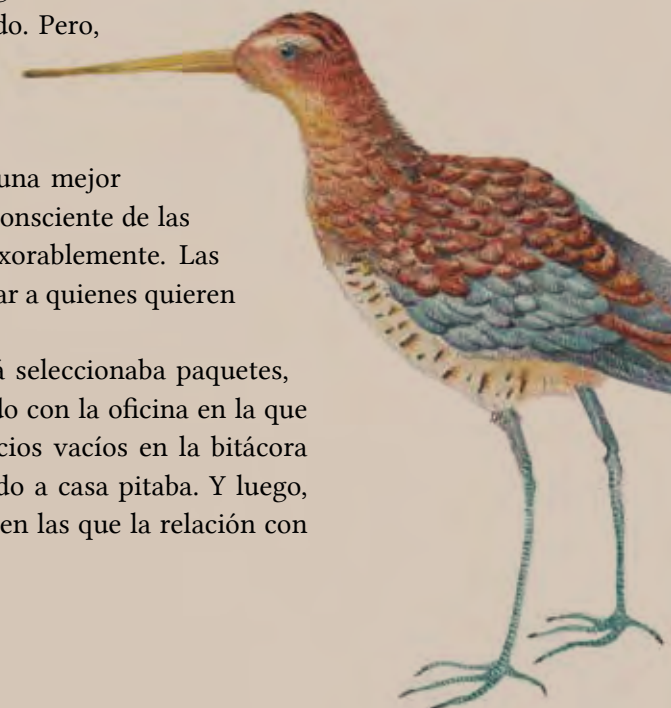 do. Pero,
una mejor
onsciente de las
xorablemente. Las
ar a quienes quieren
á seleccionaba paquetes,
do con la oficina en la que
cios vacíos en la bitácora
do a casa pitaba. Y luego,
en las que la relación con